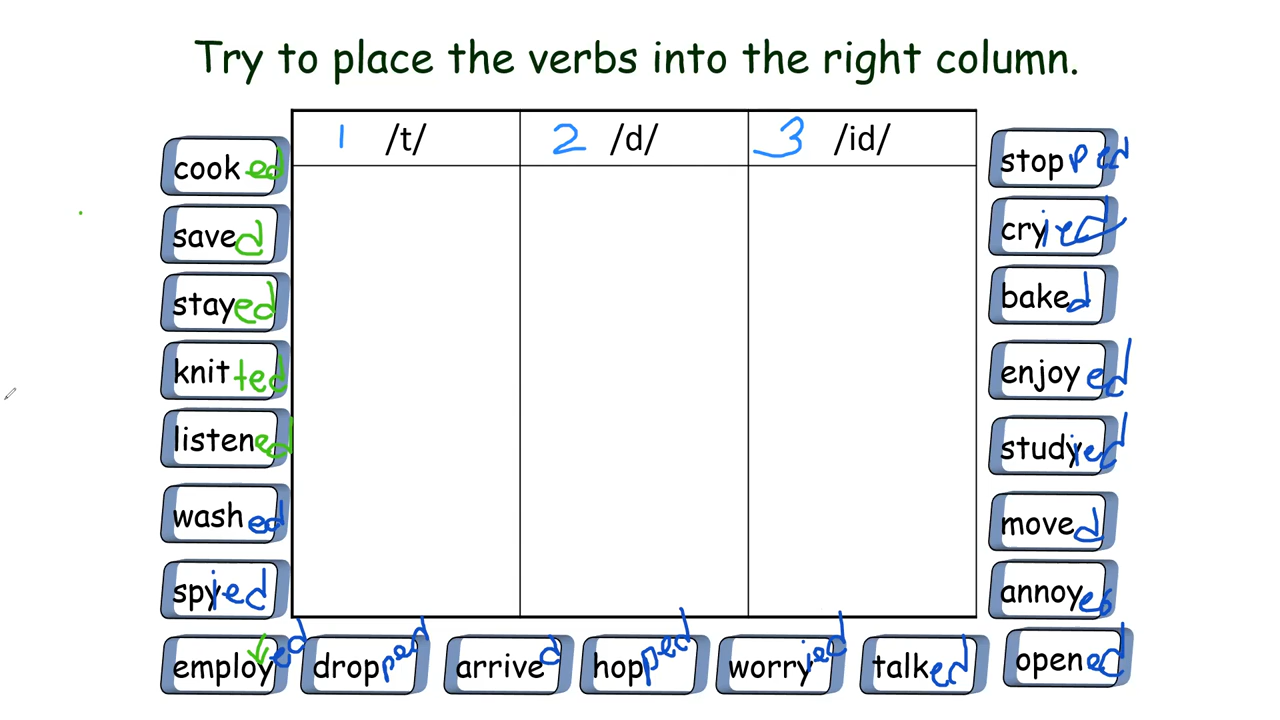 Try to place the verbs into the right column.
1 /t/ 2 /d/ 3 /id/
cooked
saved
stayed
knitted
listened
washed
spyied
employed
dropped
arrived
hopped
worryied
talked
opened
stopped
cryied
baked
enjoyed
studyied
moved
annoyed